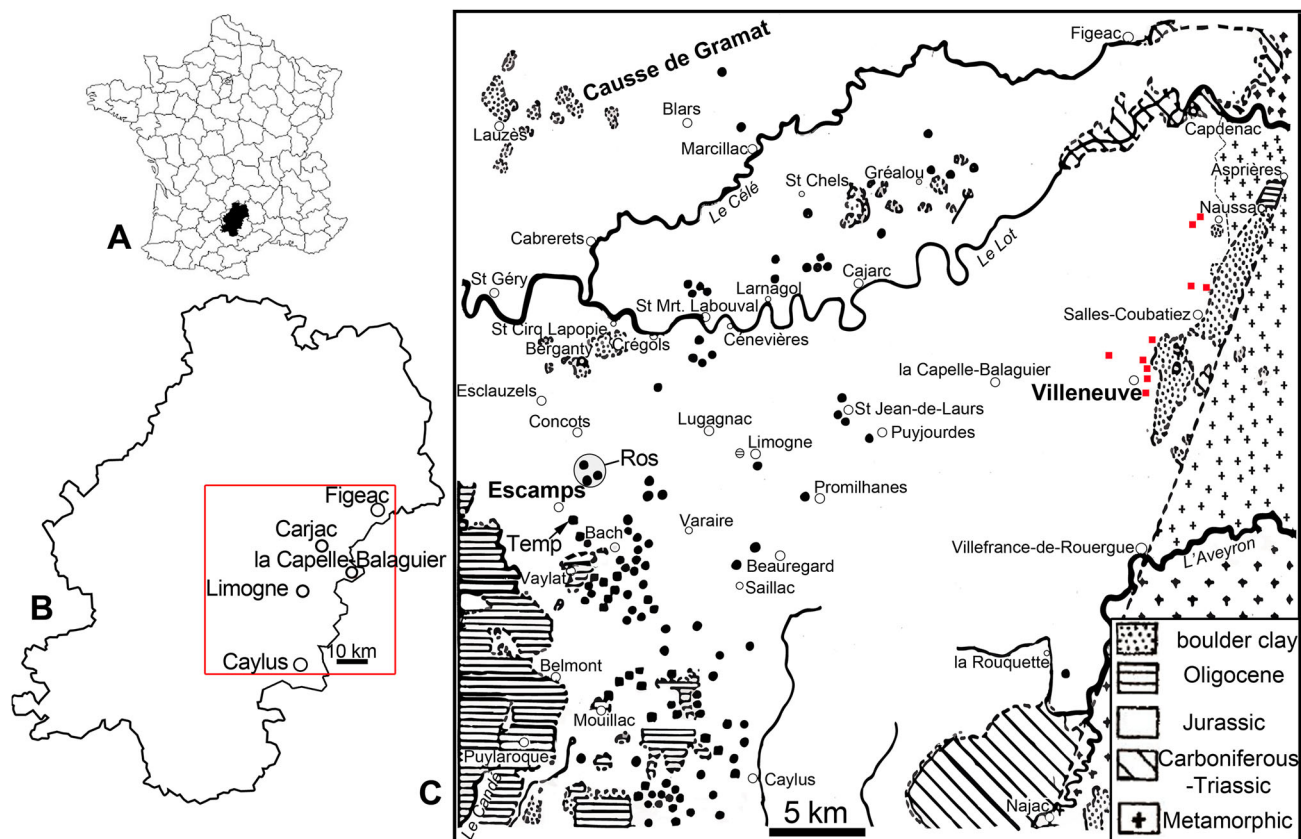 A
B
Figeac
Carjac
la Capelle-Balaguier
Limogne
10 km
Caylus
C
Figeac
Causse de Gramat
Blars
Lauzès
Marcillac
Capdenac
Asprières
St Chels
Gréalou
Le Célé
Naussac
Cabrerets
Le Lot
St Géry
Cajarc
Larnagol
St Mrt. Labouval
Salles-Coubatiez
St Cirq Lapopie
Crégols
Cénevières
Berganty
la Capelle-Balaguier
Villeneuve
Esclauzels
St Jean-de-Laurs
Concots
Lugagnac
Puyjourdes
Limogne
Ros
Escamps
Promilhanes
Temp
Bach
Varaire
Villefrance-de-Rouergue
L'Aveyron
Beauregard
Vaylat
Saillac
boulder clay
la Rouquette
Belmont
Oligocene
Mouillac
Jurassic
Puylaroque
Carboniferous
-Triassic
Caylus
Le Cande
5 km
Najac
Metamorphic